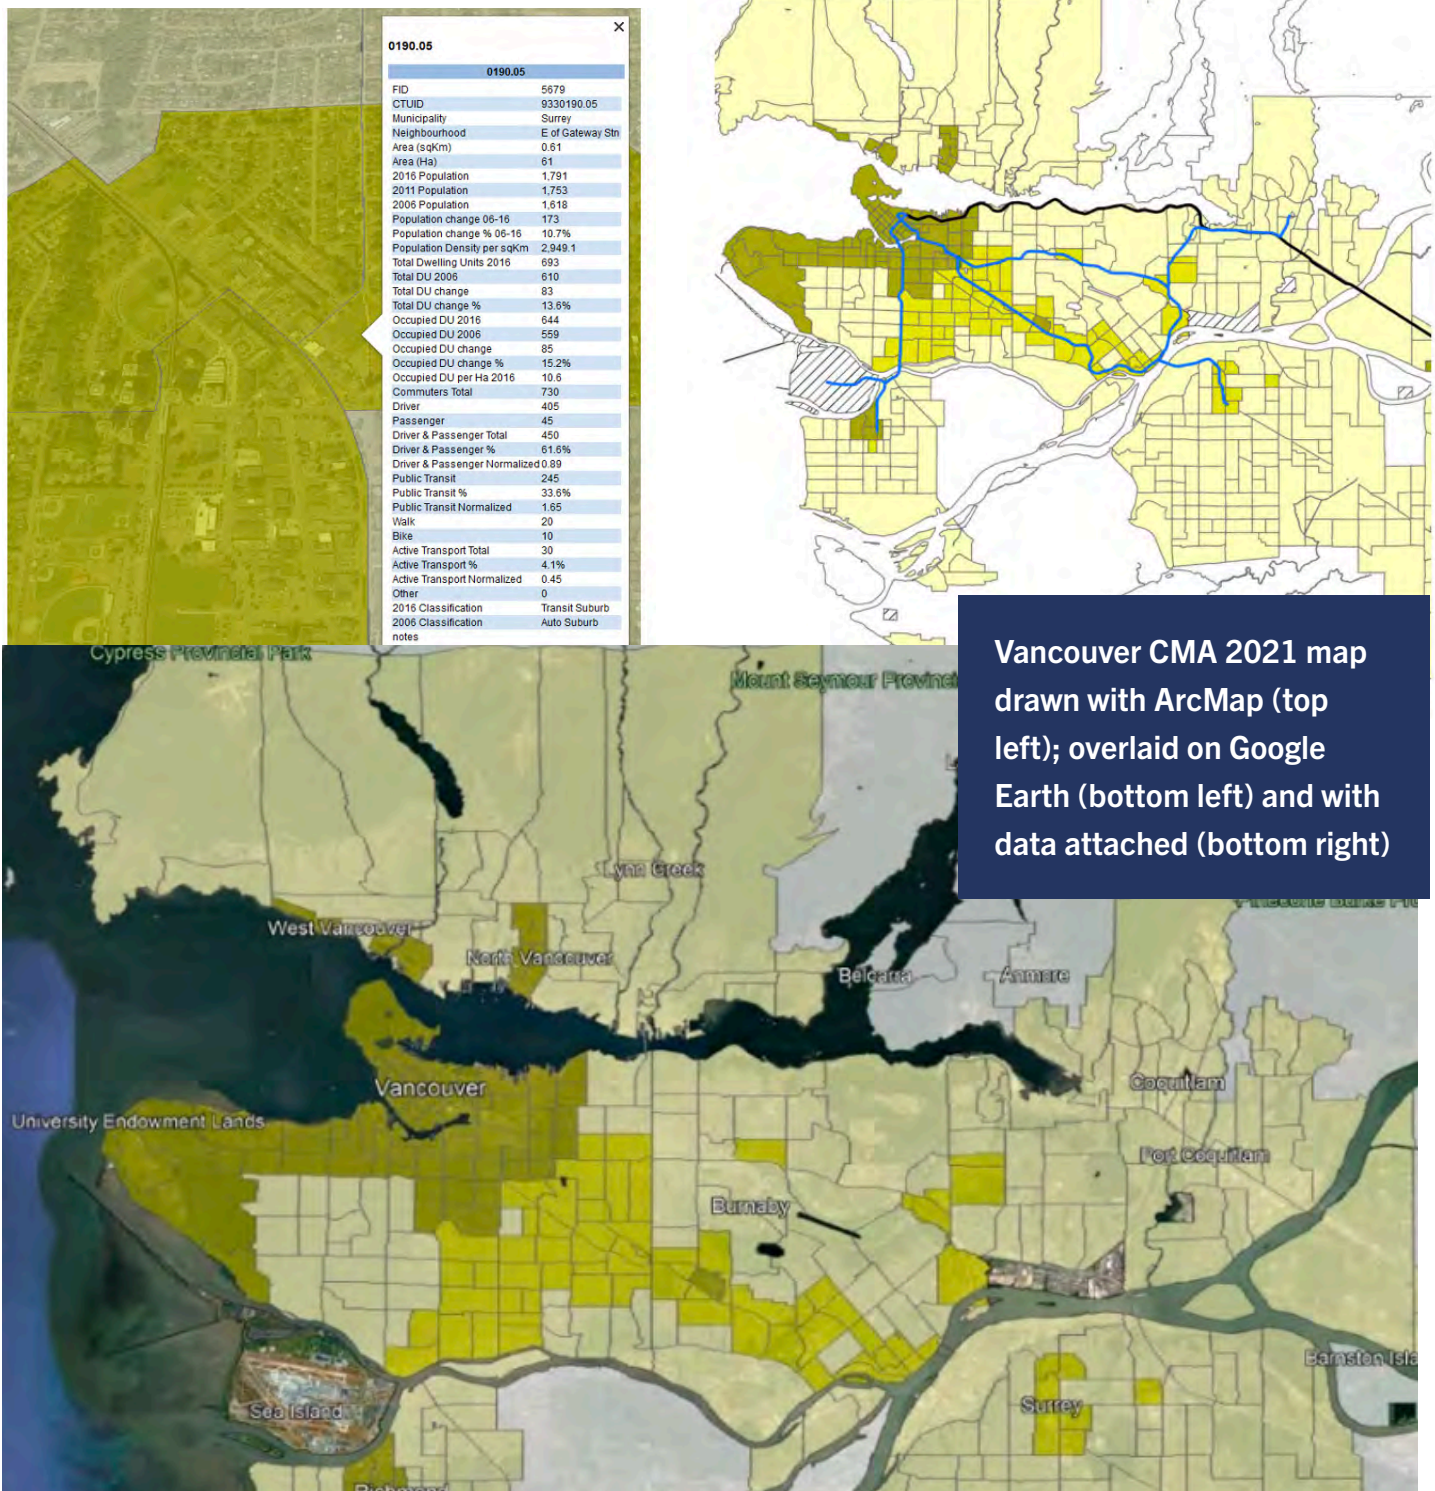 0190.05
0190.05
FID 5679
CTUID 9330190.05
Municipality Surrey
Neighbourhood E of Gateway Stn
Area (sqKm) 0.61
Area (Ha) 61
2016 Population 1,791
2011 Population 1,753
2006 Population 1,618
Population change 06-16 173
Population change % 06-16 10.7%
Population Density per sqKm 2,949.1
Total Dwelling Units 2016 693
Total DU 2006 610
Total DU change 83
Total DU change % 13.6%
Occupied DU 2016 644
Occupied DU 2006 559
Occupied DU change 85
Occupied DU change % 15.2%
Occupied DU per Ha 2016 10.6
Commuters Total 730
Driver 405
Passenger 45
Driver & Passenger Total 450
Driver & Passenger % 61.6%
Driver & Passenger Normalized 0.89
Public Transit 245
Public Transit % 33.6%
Public Transit Normalized 1.65
Walk 20
Bike 10
Active Transport Total 30
Active Transport % 4.1%
Active Transport Normalized 0.45
Other 0
2016 Classification Transit Suburb
2006 Classification Auto Suburb
notes
Vancouver CMA 2021 map
drawn with ArcMap (top
left); overlaid on Google
Earth (bottom left) and with
data attached (bottom right)
Cypress Provincial Park
Mount Seymour Provinci
Lynn Creek
West Vancouver
North Vancouver
Belcarra
Anmore
Vancouver
Coquitlam
University Endowment Lands
Port Coquitlam
Burnaby
Barnston Isla
Surrey
Sea Island
Richmond